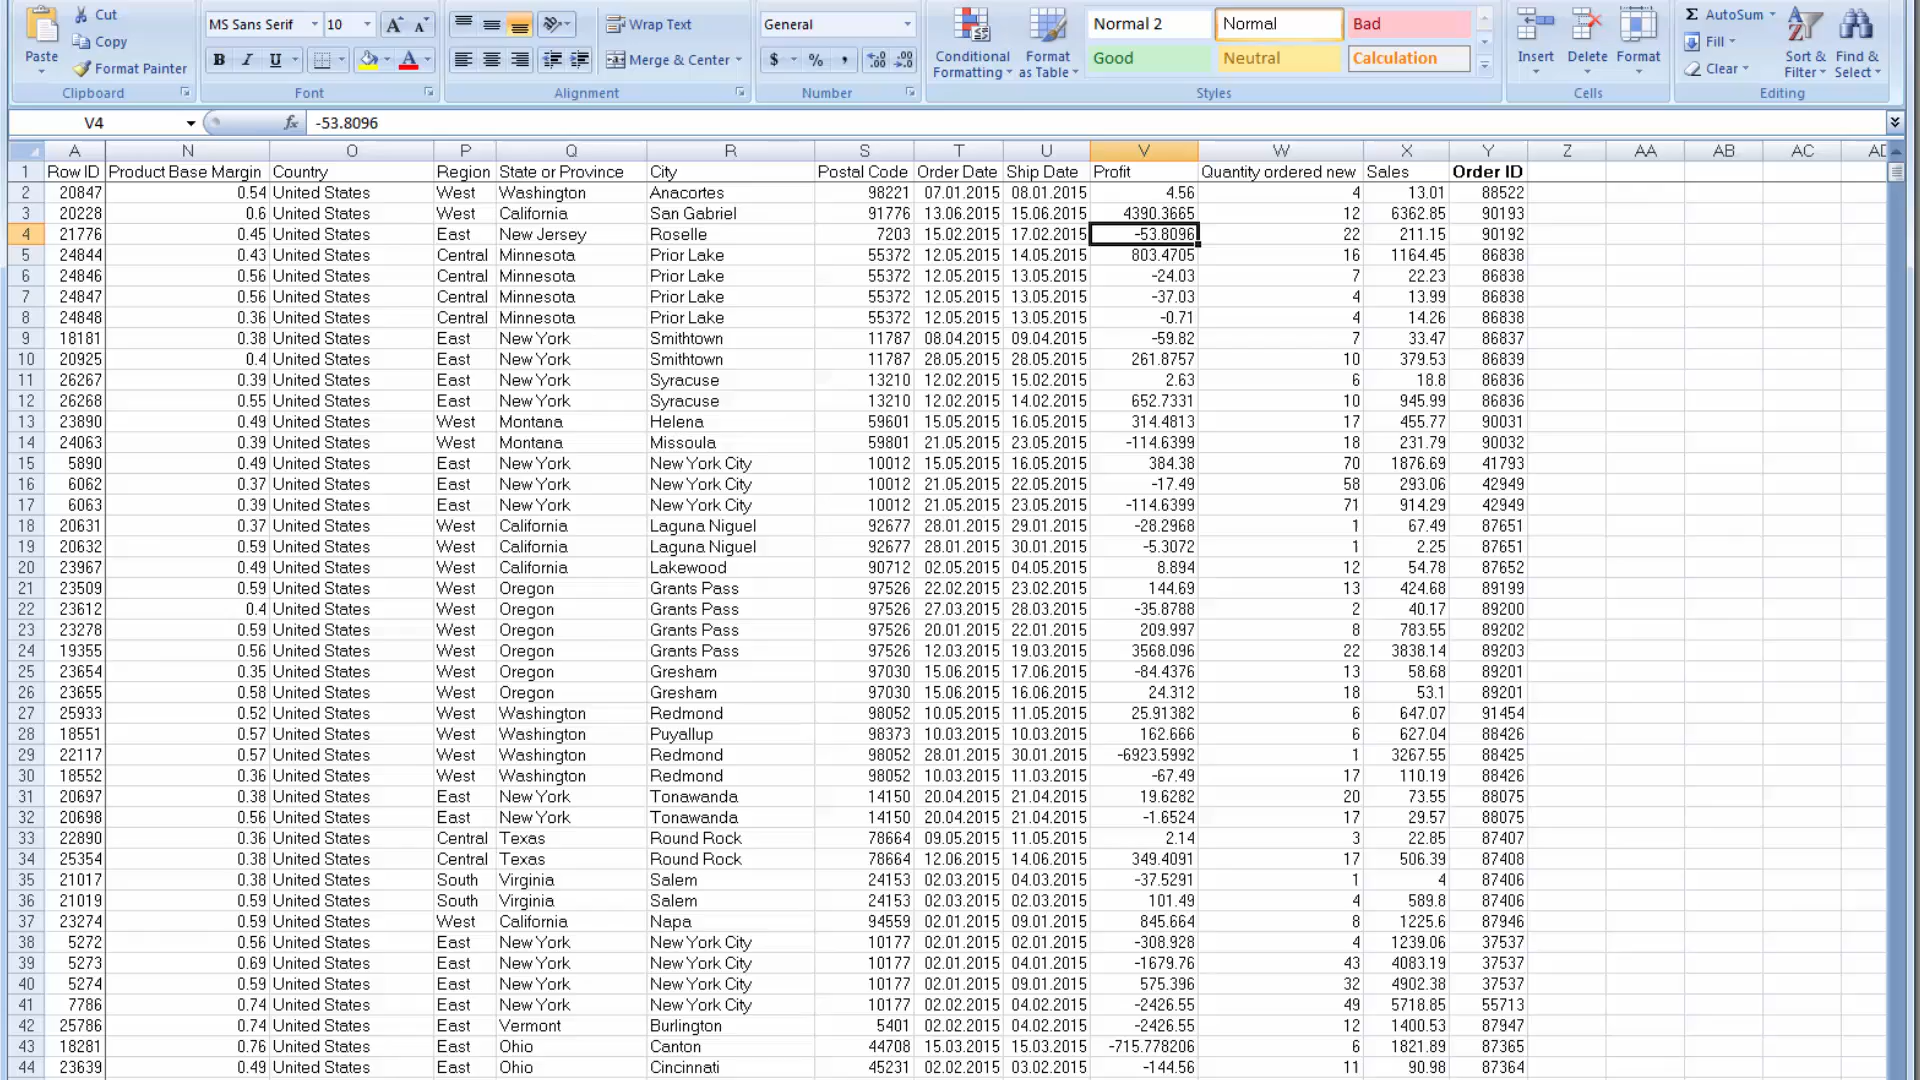 Cut
Copy
Format Painter
Paste
Clipboard
MS Sans Serif 10 A A
B I U A
Font
Wrap Text
Merge & Center
Alignment
General
$ % ,
Number
Conditional Formatting
Format as Table
Normal 2 Normal Bad
Good Neutral Calculation
Styles
Insert Delete Format
Cells
Σ AutoSum
Fill
Clear
Sort & Filter
Find & Select
Editing
V4 fx -53.8096
A N O P Q R S T U V W X Y Z AA AB AC AD
1 Row ID Product Base Margin Country Region State or Province City Postal Code Order Date Ship Date Profit Quantity ordered new Sales Order ID
2 20847 0.54 United States West Washington Anacortes 98221 07.01.2015 08.01.2015 4.56 4 13.01 88522
3 20228 0.6 United States West California San Gabriel 91776 13.06.2015 15.06.2015 4390.3665 12 6362.85 90193
4 21776 0.45 United States East New Jersey Roselle 7203 15.02.2015 17.02.2015 -53.8096 22 211.15 90192
5 24844 0.43 United States Central Minnesota Prior Lake 55372 12.05.2015 14.05.2015 803.4705 16 1164.45 86838
6 24846 0.56 United States Central Minnesota Prior Lake 55372 12.05.2015 13.05.2015 -24.03 7 22.23 86838
7 24847 0.56 United States Central Minnesota Prior Lake 55372 12.05.2015 13.05.2015 -37.03 4 13.99 86838
8 24848 0.36 United States Central Minnesota Prior Lake 55372 12.05.2015 13.05.2015 -0.71 4 14.26 86838
9 18181 0.38 United States East New York Smithtown 11787 08.04.2015 09.04.2015 -59.82 7 33.47 86837
10 20925 0.4 United States East New York Smithtown 11787 28.05.2015 28.05.2015 261.8757 10 379.53 86839
11 26267 0.39 United States East New York Syracuse 13210 12.02.2015 15.02.2015 2.63 6 18.8 86836
12 26268 0.55 United States East New York Syracuse 13210 12.02.2015 14.02.2015 652.7331 10 945.99 86836
13 23890 0.49 United States West Montana Helena 59601 14.05.2015 16.05.2015 314.4813 17 455.77 90031
14 24063 0.39 United States West Montana Missoula 59801 21.05.2015 23.05.2015 -114.6399 18 231.79 90032
15 5890 0.49 United States East New York New York City 10012 15.05.2015 16.05.2015 384.38 70 1876.69 41793
16 6062 0.37 United States East New York New York City 10012 21.05.2015 22.05.2015 -17.49 58 293.06 42949
17 6063 0.39 United States East New York New York City 10012 21.05.2015 23.05.2015 -114.6399 71 914.29 42949
18 20631 0.37 United States West California Laguna Niguel 92677 28.01.2015 29.01.2015 -28.2968 1 67.49 87651
19 20632 0.59 United States West California Laguna Niguel 92677 28.01.2015 30.01.2015 -5.3072 1 2.25 87651
20 23967 0.49 United States West California Lakewood 90712 02.05.2015 04.05.2015 8.894 12 54.78 87652
21 23509 0.59 United States West Oregon Grants Pass 97526 22.02.2015 23.02.2015 144.69 13 424.68 89199
22 23612 0.4 United States West Oregon Grants Pass 97526 27.03.2015 28.03.2015 -35.8788 2 40.17 89200
23 23278 0.59 United States West Oregon Grants Pass 97526 20.01.2015 22.01.2015 209.997 8 783.55 89202
24 19355 0.56 United States West Oregon Grants Pass 97526 12.03.2015 19.03.2015 3568.096 22 3838.14 89203
25 23654 0.35 United States West Oregon Gresham 97030 15.06.2015 17.06.2015 -84.4376 13 58.68 89201
26 23655 0.58 United States West Oregon Gresham 97030 15.06.2015 16.06.2015 24.312 18 53.1 89201
27 25933 0.52 United States West Washington Redmond 98052 10.05.2015 11.05.2015 25.91382 6 647.07 91454
28 18551 0.57 United States West Washington Puyallup 98373 10.03.2015 10.03.2015 162.666 6 627.04 88426
29 22117 0.57 United States West Washington Redmond 98052 28.01.2015 30.01.2015 -6923.5992 1 3267.55 88425
30 18552 0.36 United States West Washington Redmond 98052 10.03.2015 11.03.2015 -67.49 17 110.19 88426
31 20697 0.38 United States East New York Tonawanda 14150 20.04.2015 21.04.2015 19.6282 20 73.55 88075
32 20698 0.56 United States East New York Tonawanda 14150 20.04.2015 21.04.2015 -1.6524 17 29.57 88075
33 22890 0.36 United States Central Texas Round Rock 78664 09.05.2015 11.05.2015 2.14 3 22.85 87407
34 25354 0.38 United States Central Texas Round Rock 78664 12.06.2015 14.06.2015 349.4091 17 506.39 87408
35 21017 0.38 United States South Virginia Salem 24153 02.03.2015 04.03.2015 -37.5291 1 4 87406
36 21019 0.59 United States South Virginia Salem 24153 02.03.2015 02.03.2015 101.49 4 589.8 87406
37 23274 0.59 United States West California Napa 94559 02.01.2015 09.01.2015 845.664 8 1225.6 87946
38 5272 0.56 United States East New York New York City 10177 02.01.2015 02.01.2015 -308.928 4 1239.06 37537
39 5273 0.69 United States East New York New York City 10177 02.01.2015 04.01.2015 -1679.76 43 4083.19 37537
40 5274 0.59 United States East New York New York City 10177 02.01.2015 09.01.2015 575.396 32 4902.38 37537
41 7786 0.74 United States East New York New York City 10177 02.02.2015 04.02.2015 -2426.55 49 5718.85 55713
42 25786 0.74 United States East Vermont Burlington 5401 02.02.2015 04.02.2015 -2426.55 12 1400.53 87947
43 18281 0.76 United States East Ohio Canton 44708 15.03.2015 15.03.2015 -715.778206 6 1821.89 87365
44 23639 0.49 United States East Ohio Cincinnati 45231 02.02.2015 03.02.2015 -144.56 11 90.98 87364